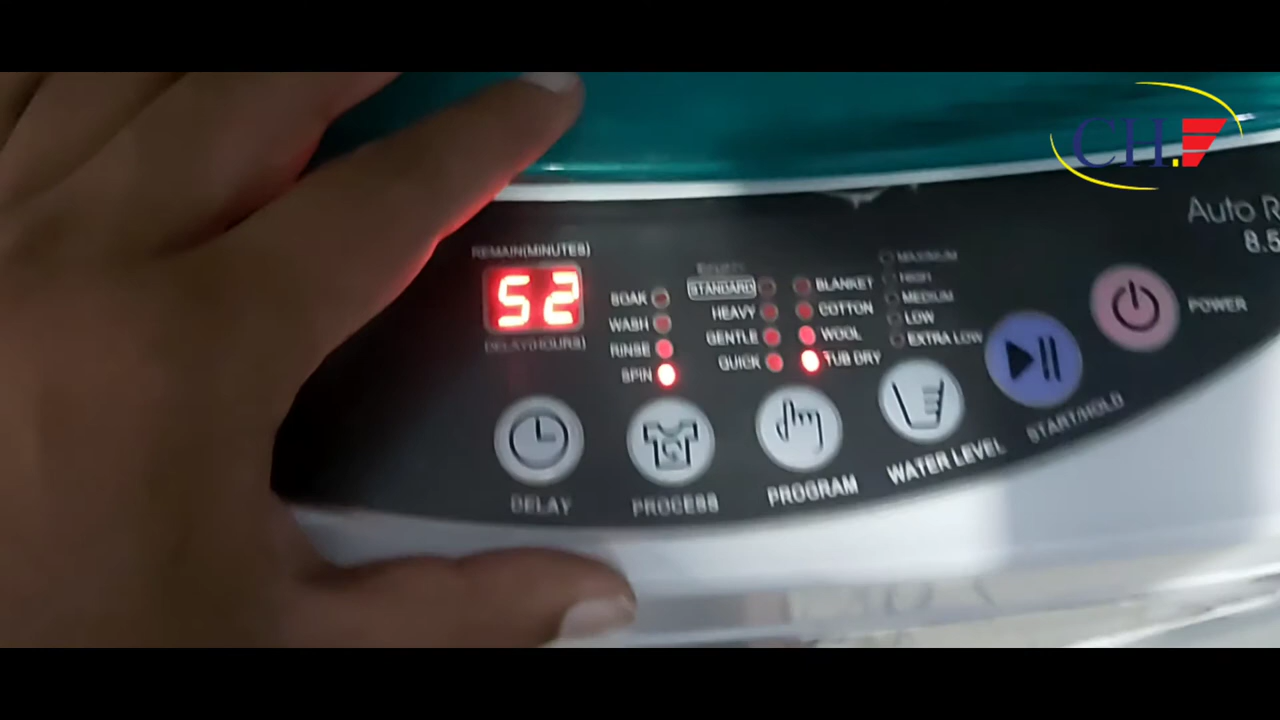 CH.
Auto R
8.5
REMAIN(MINUTES)
52
DELAY(HOURS)
SOAK
WASH
RINSE
SPIN
STANDARD
HEAVY
GENTLE
QUICK
BLANKET
COTTON
WOOL
TUB DRY
MAXIMUM
HIGH
MEDIUM
LOW
EXTRA LOW
POWER
START/HOLD
DELAY
PROCESS
PROGRAM
WATER LEVEL